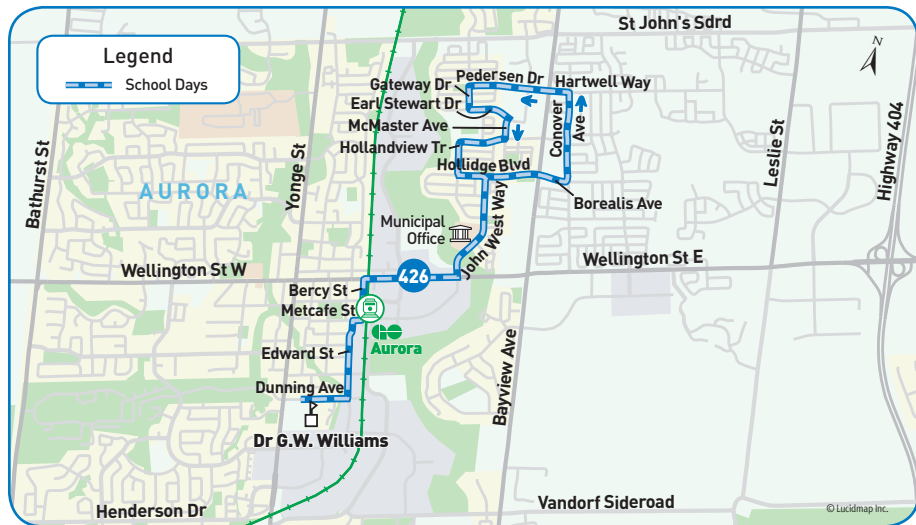 Legend
School Days
St John's Sdrd
N
Pedersen Dr
Hartwell Way
Gateway Dr
Earl Stewart Dr
McMaster Ave
Hollandview Tr
Conover
Ave
Hollidge Blvd
Borealis Ave
Bathurst St
AURORA
Yonge St
Leslie St
Highway 404
Municipal
Office
John West Way
Wellington St W
426
Wellington St E
Bercy St
Metcafe St
GO
Aurora
Edward St
Bayview Ave
Dunning Ave
Dr G.W. Williams
Henderson Dr
Vandorf Sideroad
© Lucidmap Inc.